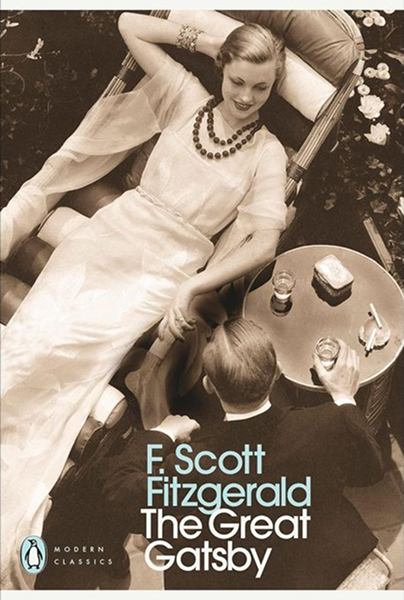 F. Scott
Fitzgerald
The Great
Gatsby
MODERN
CLASSICS